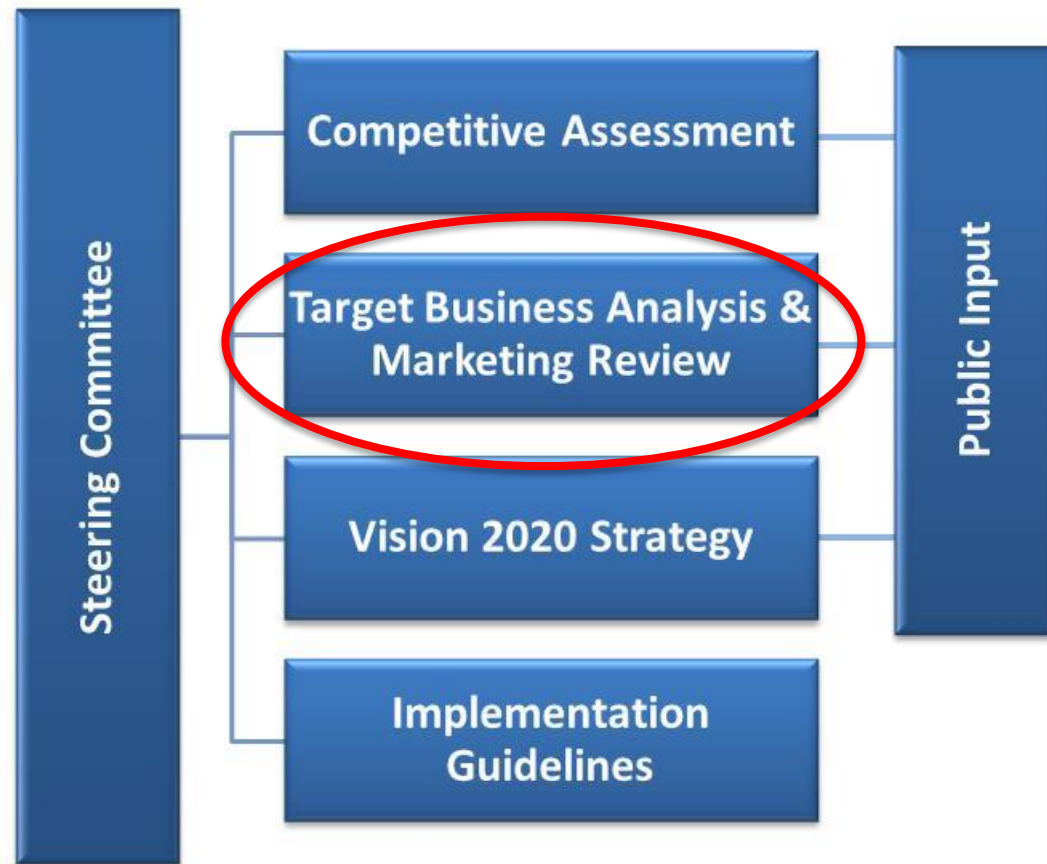 Steering Committee
Competitive Assessment
Target Business Analysis &
Marketing Review
Vision 2020 Strategy
Implementation
Guidelines
Public Input